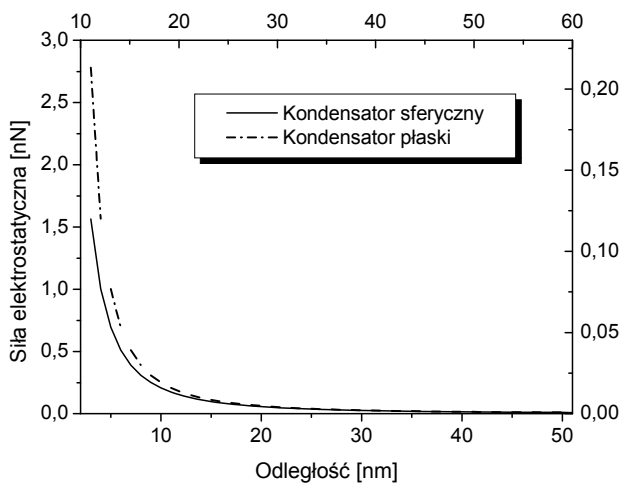 10 20 30 40 50 60
3,0
2,5
2,0
1,5
1,0
0,5
0,0
Siła elektrostatyczna [nN]
Kondensator sferyczny
Kondensator płaski
0,20
0,15
0,10
0,05
0,00
10 20 30 40 50
Odległość [nm]